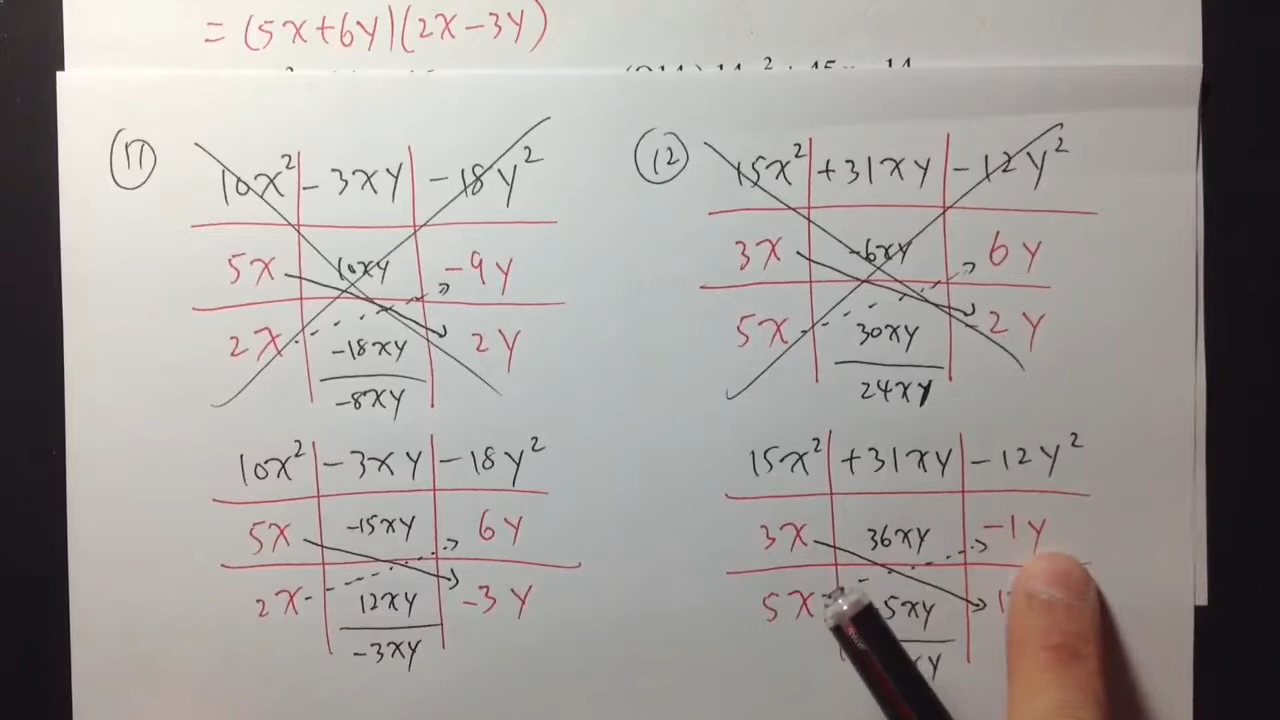 = (5x+6y)(2x-3y)
⑪ 10x² - 3xy - 18y²
5x 10xy -9y
2x -18xy 2y
-8xy
10x² - 3xy - 18y²
5x -15xy 6y
2x 12xy -3y
-3xy
⑫ 15x² + 31xy - 12y²
3x -6xy 6y
5x 30xy -2y
24xy
15x² + 31xy - 12y²
3x 36xy -1y
5x -5xy